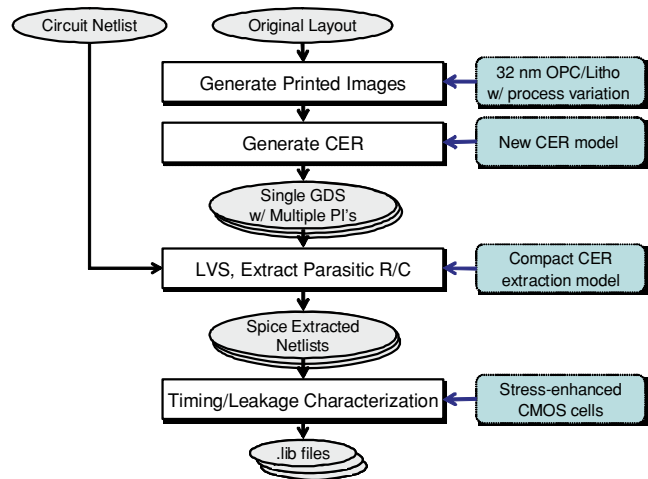 Circuit Netlist
Original Layout
Generate Printed Images
32 nm OPC/Litho
w/ process variation
Generate CER
New CER model
Single GDS
w/ Multiple PI's
LVS, Extract Parasitic R/C
Compact CER
extraction model
Spice Extracted
Netlists
Timing/Leakage Characterization
Stress-enhanced
CMOS cells
.lib files